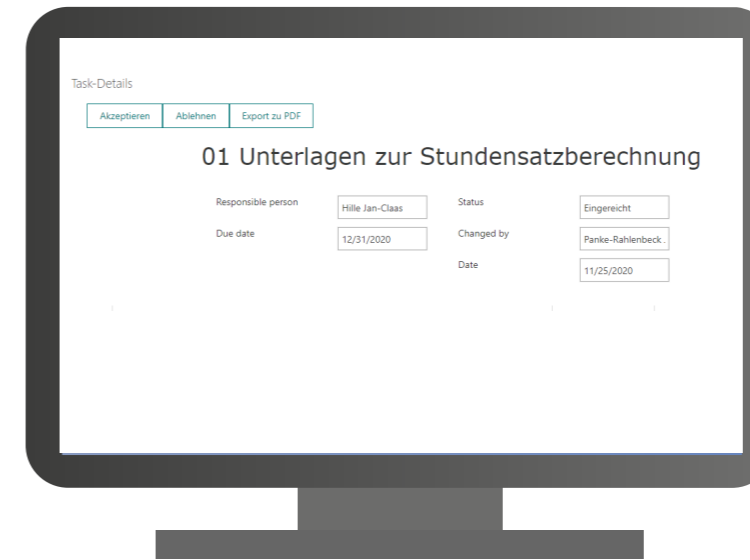 Task-Details
Akzeptieren Ablehnen Export zu PDF
01 Unterlagen zur Stundensatzberechnung
Responsible person Hille Jan-Claas Status Eingereicht
Due date 12/31/2020 Changed by Panke-Rahlenbeck .
Date 11/25/2020